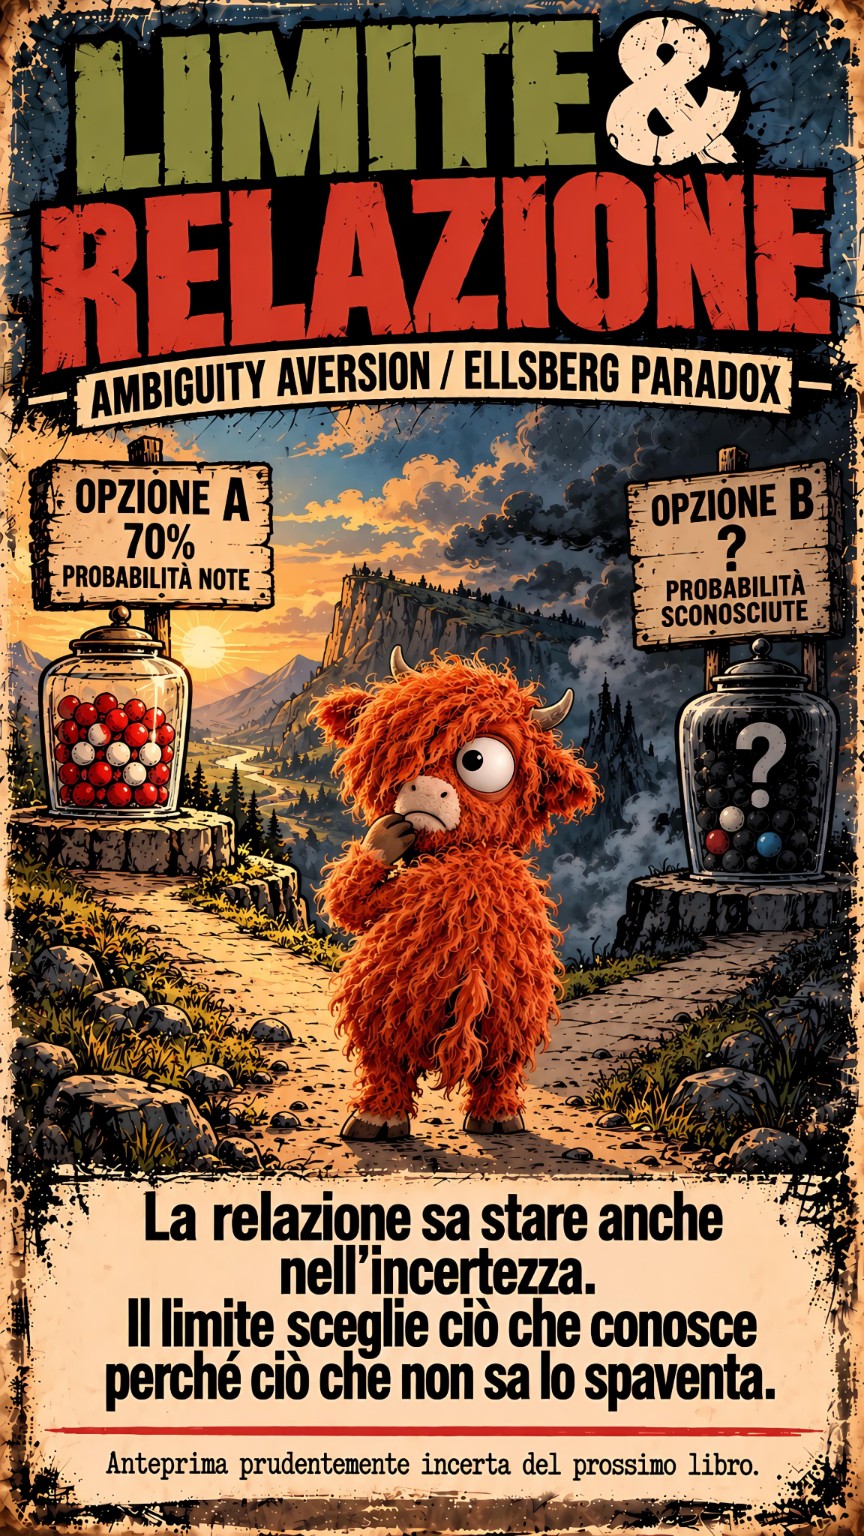 LIMITE &
RELAZIONE
AMBIGUITY AVERSION / ELLSBERG PARADOX
OPZIONE A
70%
PROBABILITÀ NOTE
OPZIONE B
?
PROBABILITÀ
SCONOSCIUTE
?
La relazione sa stare anche
nell'incertezza.
Il limite sceglie ciò che conosce
perché ciò che non sa lo spaventa.
Anteprima prudentemente incerta del prossimo libro.